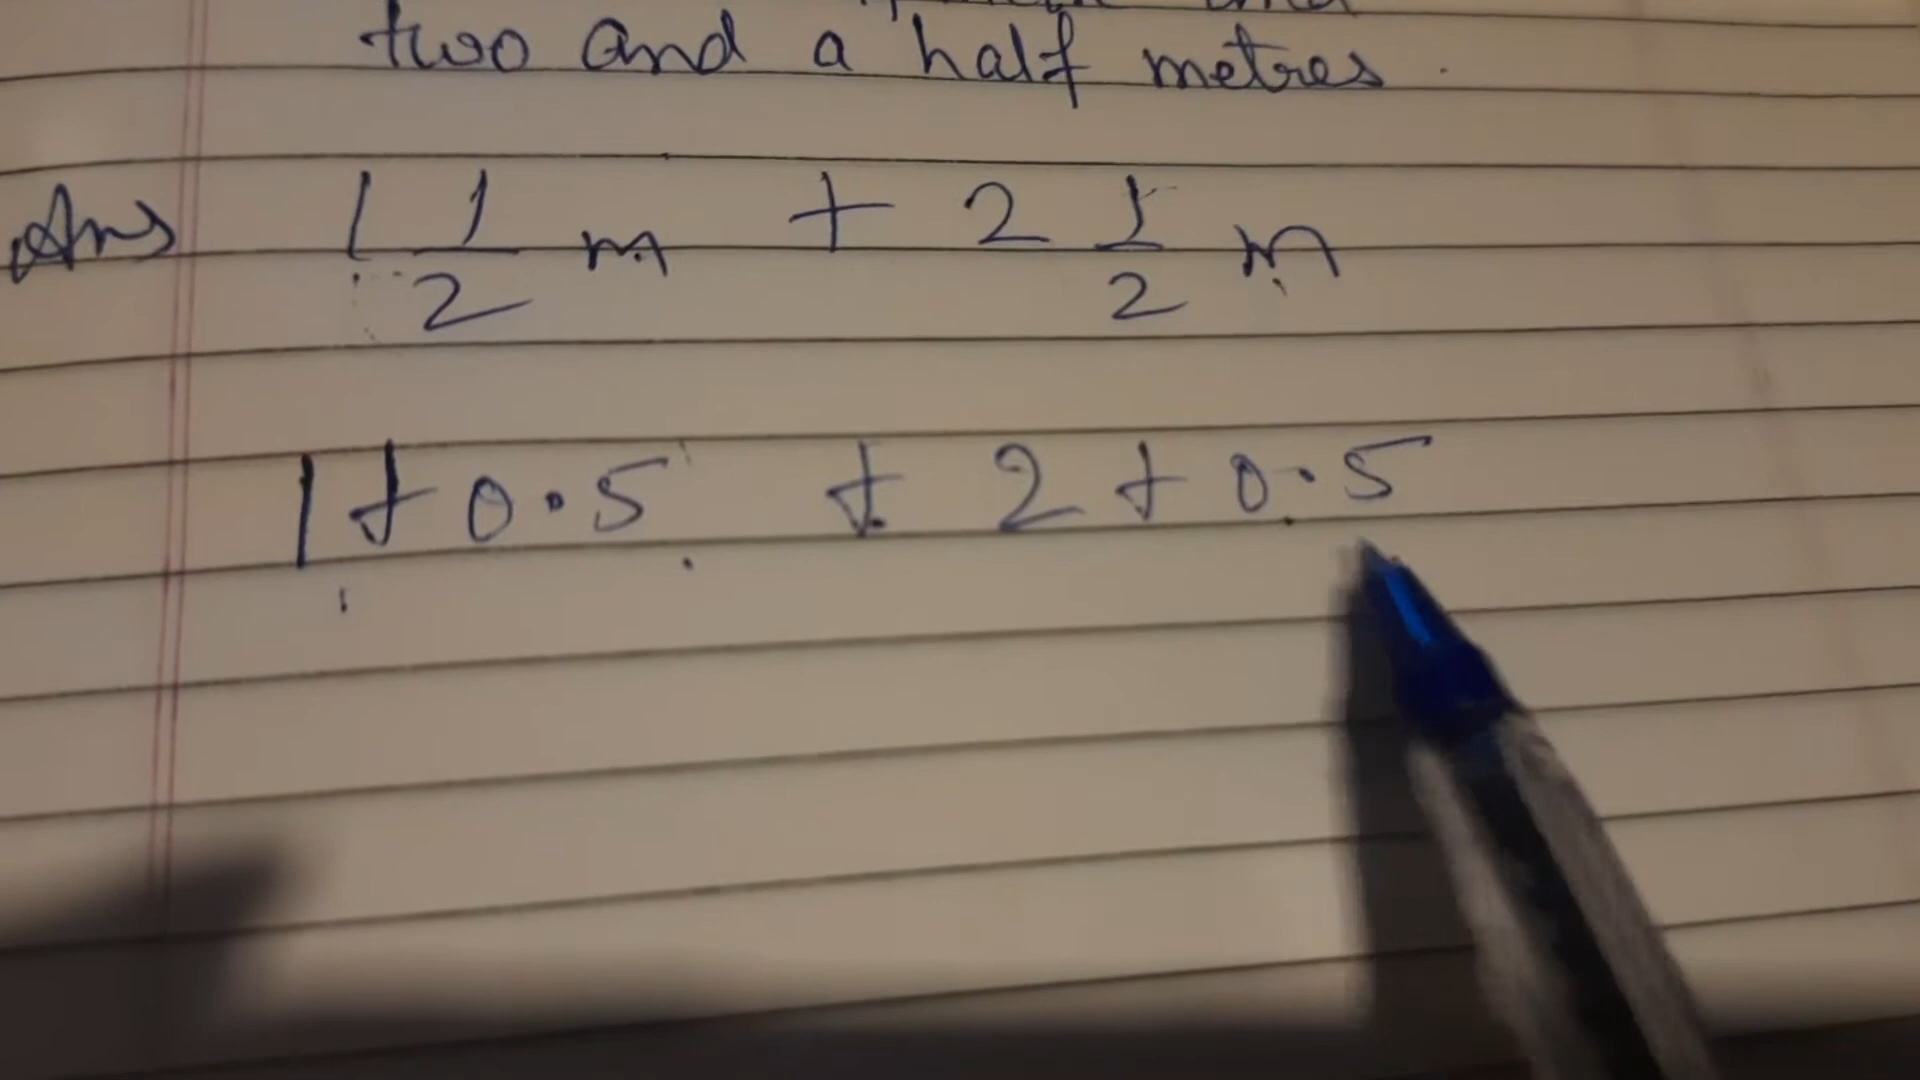 two and a half metres.
Ans 1 1/2 m + 2 1/2 m
1+0.5 + 2+0.5